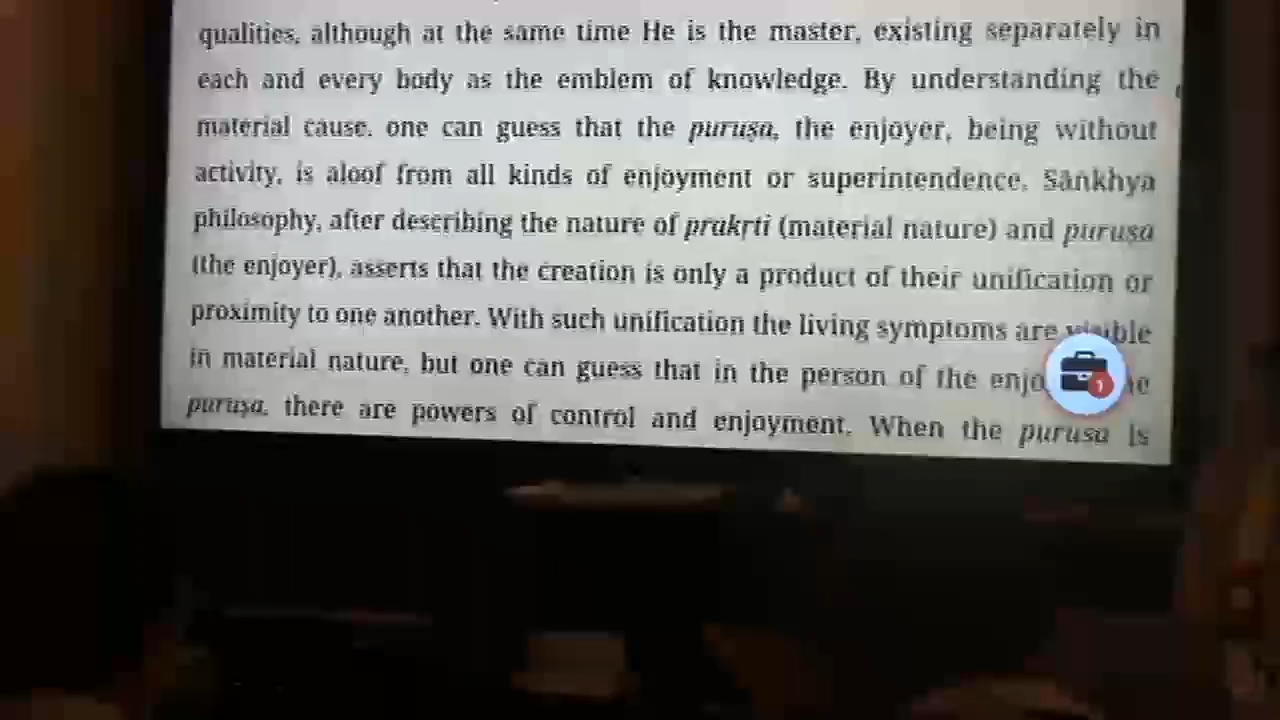 qualities, although at the same time He is the master, existing separately in
each and every body as the emblem of knowledge. By understanding the
material cause, one can guess that the puruṣa, the enjoyer, being without
activity, is aloof from all kinds of enjoyment or superintendence. Sāṅkhya
philosophy, after describing the nature of prakṛti (material nature) and puruṣa
(the enjoyer), asserts that the creation is only a product of their unification or
proximity to one another. With such unification the living symptoms are visible
in material nature, but one can guess that in the person of the
puruṣa, there are powers of control and enjoyment. When the puruṣa is
1